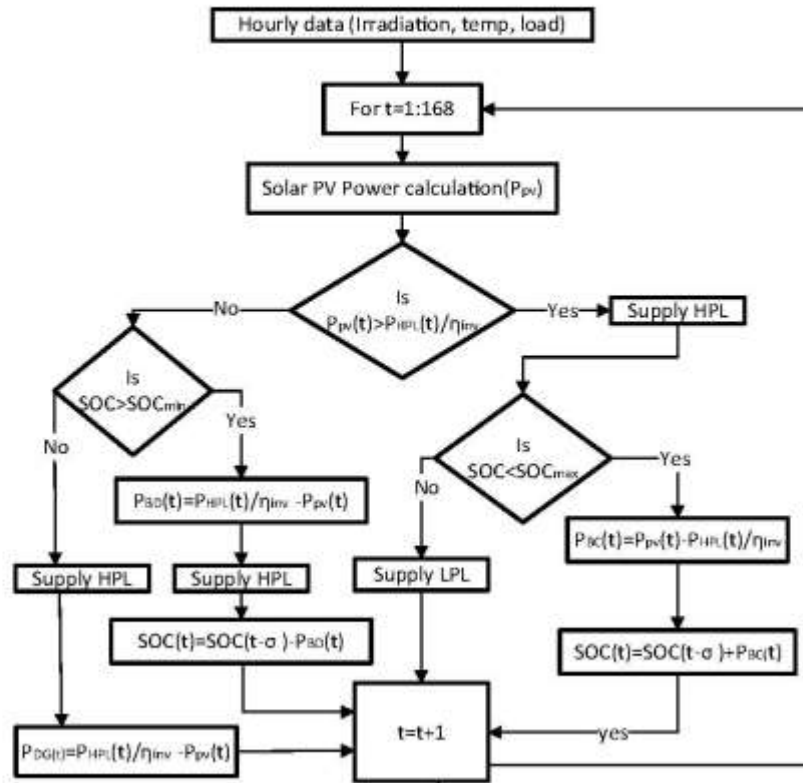 Hourly data (Irradiation, temp, load)
For t=1:168
Solar PV Power calculation(Ppv)
Is
Ppv(t)>PHPL(t)/ηinv
No
Yes
Supply HPL
Is
SOC>SOCmin
No
Yes
Is
SOC<SOCmax
No
Yes
PBD(t)=PHPL(t)/ηinv -Ppv(t)
PBC(t)=Ppv(t)-PHPL(t)/ηinv
Supply HPL
Supply HPL
Supply LPL
SOC(t)=SOC(t-σ )-PBD(t)
SOC(t)=SOC(t-σ )+PBC(t)
PDG(t)=PHPL(t)/ηinv -Ppv(t)
t=t+1
yes